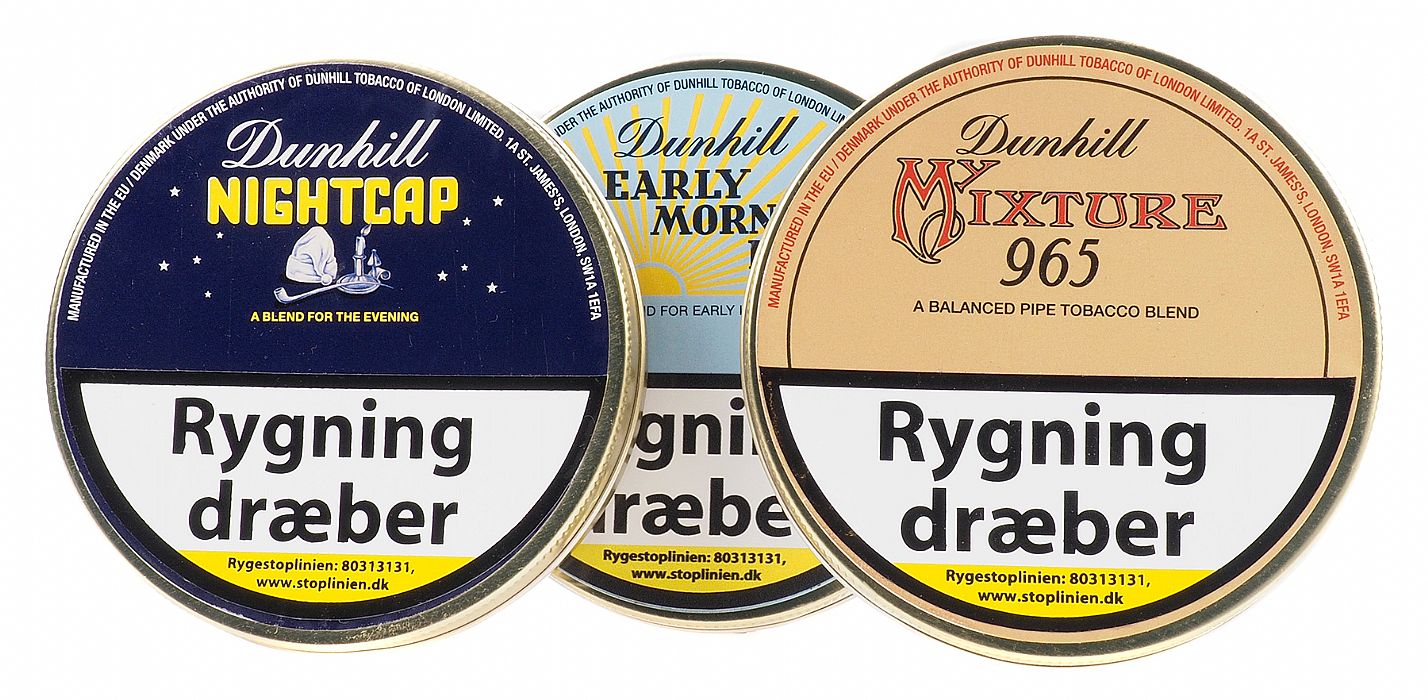 MANUFACTURED IN THE EU / DENMARK UNDER THE AUTHORITY OF DUNHILL TOBACCO OF LONDON LIMITED. 1A ST. JAMES'S, LONDON, SW1A 1EFA
Dunhill
NIGHTCAP
A BLEND FOR THE EVENING
Rygning
dræber
Rygestoplinien: 80313131,
www.stoplinien.dk
THE AUTHORITY OF DUNHILL TOBACCO OF LONDON
Dunhill
EARLY
MORN
FOR EARLY
Rygestoplinien: 80313131,
www.stoplinien.dk
MANUFACTURED IN THE EU / DENMARK UNDER THE AUTHORITY OF DUNHILL TOBACCO OF LONDON LIMITED. 1A ST. JAMES'S, LONDON, SW1A 1EFA
Dunhill
MY MIXTURE
965
A BALANCED PIPE TOBACCO BLEND
Rygning
dræber
Rygestoplinien: 80313131,
www.stoplinien.dk